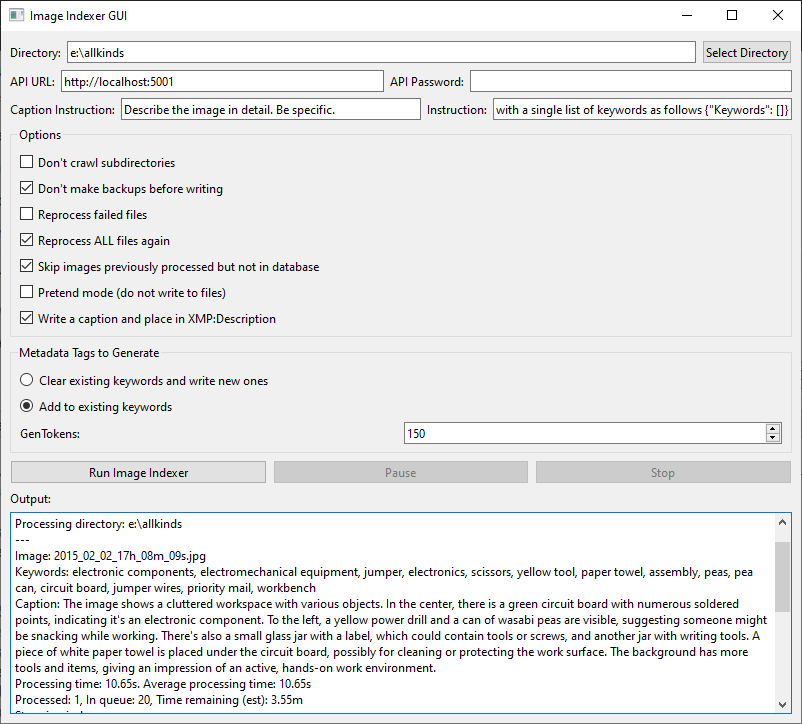 Image Indexer GUI
Directory: e:\allkinds Select Directory
API URL: http://localhost:5001 API Password:
Caption Instruction: Describe the image in detail. Be specific. Instruction: with a single list of keywords as follows {"Keywords": []}
Options
Don't crawl subdirectories
Don't make backups before writing
Reprocess failed files
Reprocess ALL files again
Skip images previously processed but not in database
Pretend mode (do not write to files)
Write a caption and place in XMP:Description
Metadata Tags to Generate
Clear existing keywords and write new ones
Add to existing keywords
GenTokens: 150
Run Image Indexer Pause Stop
Output:
Processing directory: e:\allkinds
---
Image: 2015_02_02_17h_08m_09s.jpg
Keywords: electronic components, electromechanical equipment, jumper, electronics, scissors, yellow tool, paper towel, assembly, peas, pea
can, circuit board, jumper wires, priority mail, workbench
Caption: The image shows a cluttered workspace with various objects. In the center, there is a green circuit board with numerous soldered
points, indicating it's an electronic component. To the left, a yellow power drill and a can of wasabi peas are visible, suggesting someone might
be snacking while working. There's also a small glass jar with a label, which could contain tools or screws, and another jar with writing tools. A
piece of white paper towel is placed under the circuit board, possibly for cleaning or protecting the work surface. The background has more
tools and items, giving an impression of an active, hands-on work environment.
Processing time: 10.65s. Average processing time: 10.65s
Processed: 1, In queue: 20, Time remaining (est): 3.55m